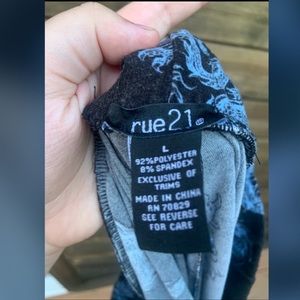 rue21
L
92%POLYESTER
8% SPANDEX
EXCLUSIVE OF
TRIMS
MADE IN CHINA
RN 70829
SEE REVERSE
FOR CARE